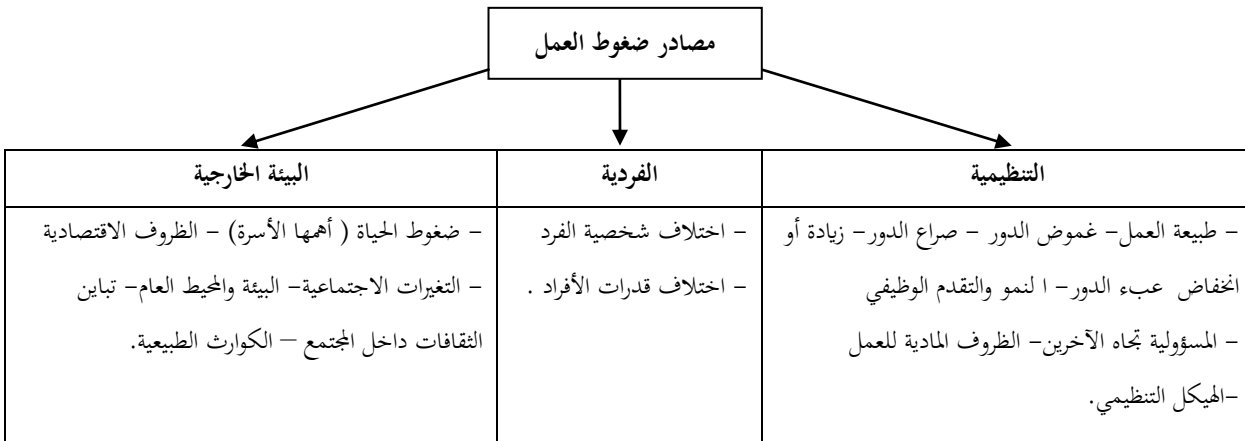 مصادر ضغوط العمل
التنظيمية
- طبيعة العمل- غموض الدور - صراع الدور- زيادة أو
انخفاض عبء الدور- ا لنمو والتقدم الوظيفي
- المسؤولية تجاه الآخرين- الظروف المادية للعمل
-الهيكل التنظيمي.
الفردية
- اختلاف شخصية الفرد
- اختلاف قدرات الأفراد .
البيئة الخارجية
- ضغوط الحياة ( أهمها الأسرة) - الظروف الاقتصادية
- التغيرات الاجتماعية- البيئة والمحيط العام- تباين
الثقافات داخل المجتمع – الكوارث الطبيعية.